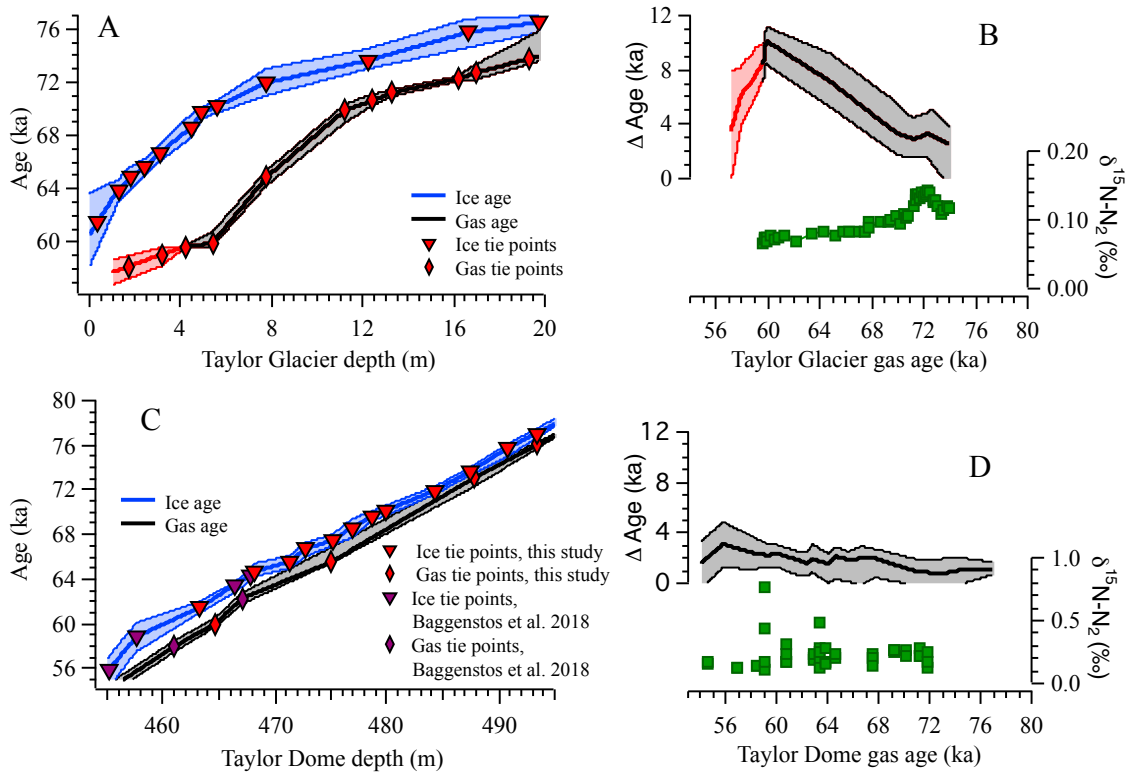 A
Age (ka)
76
72
68
64
60
Ice age
Gas age
Ice tie points
Gas tie points
0
4
8
12
16
20
Taylor Glacier depth (m)
B
Δ Age (ka)
12
8
4
0
0.20
0.10
0.00
δ¹⁵N-N₂ (‰)
56
60
64
68
72
76
80
Taylor Glacier gas age (ka)
C
Age (ka)
80
76
72
68
64
60
56
Ice age
Gas age
Ice tie points, this study
Gas tie points, this study
Ice tie points,
Baggenstos et al. 2018
Gas tie points,
Baggenstos et al. 2018
460
470
480
490
Taylor Dome depth (m)
D
Δ Age (ka)
12
8
4
0
1.0
0.5
0.0
δ¹⁵N-N₂ (‰)
56
60
64
68
72
76
80
Taylor Dome gas age (ka)